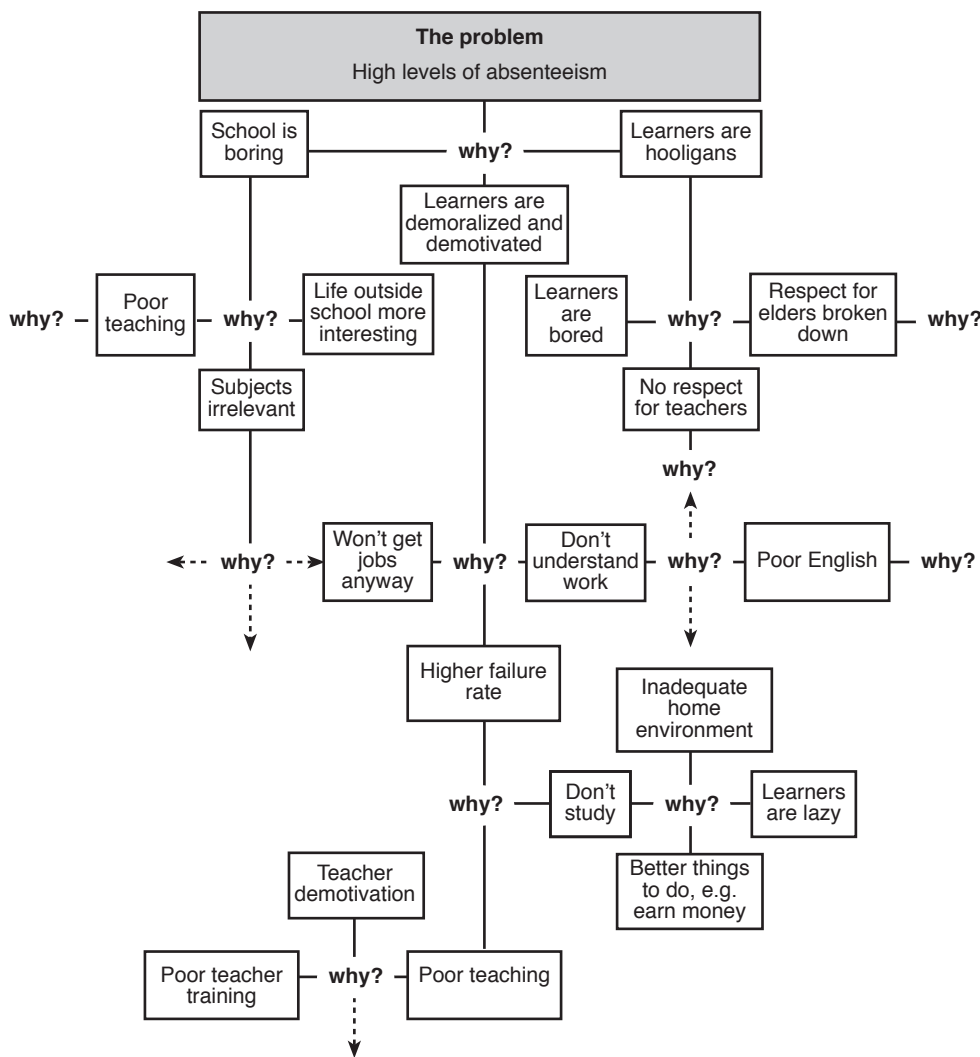 The problem
High levels of absenteeism
School is
boring
why?
Learners are
hooligans
Learners are
demoralized and
demotivated
why?
Poor
teaching
why?
Life outside
school more
interesting
Learners
are
bored
why?
Respect for
elders broken
down
why?
Subjects
irrelevant
No respect
for teachers
why?
why?
Won't get
jobs
anyway
why?
Don't
understand
work
why?
Poor English
why?
Higher failure
rate
Inadequate
home
environment
why?
Don't
study
why?
Learners
are lazy
Better things
to do, e.g.
earn money
Teacher
demotivation
Poor teacher
training
why?
Poor teaching